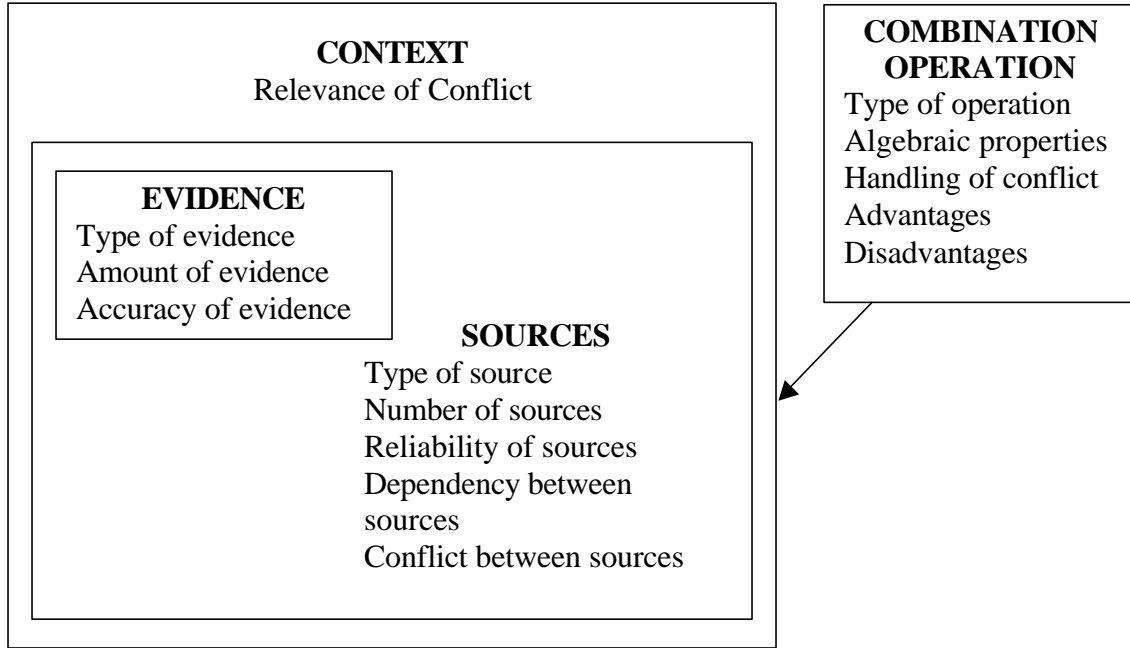 CONTEXT
Relevance of Conflict
EVIDENCE
Type of evidence
Amount of evidence
Accuracy of evidence
SOURCES
Type of source
Number of sources
Reliability of sources
Dependency between
sources
Conflict between sources
COMBINATION
OPERATION
Type of operation
Algebraic properties
Handling of conflict
Advantages
Disadvantages